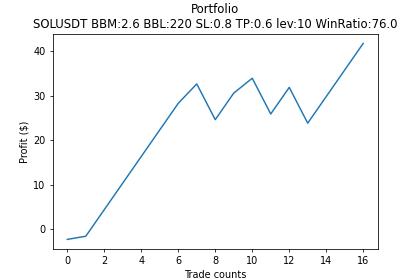 Portfolio
SOLUSDT BBM:2.6 BBL:220 SL:0.8 TP:0.6 lev:10 WinRatio:76.0
40
30
20
10
0
Profit ($)
0 2 4 6 8 10 12 14 16
Trade counts